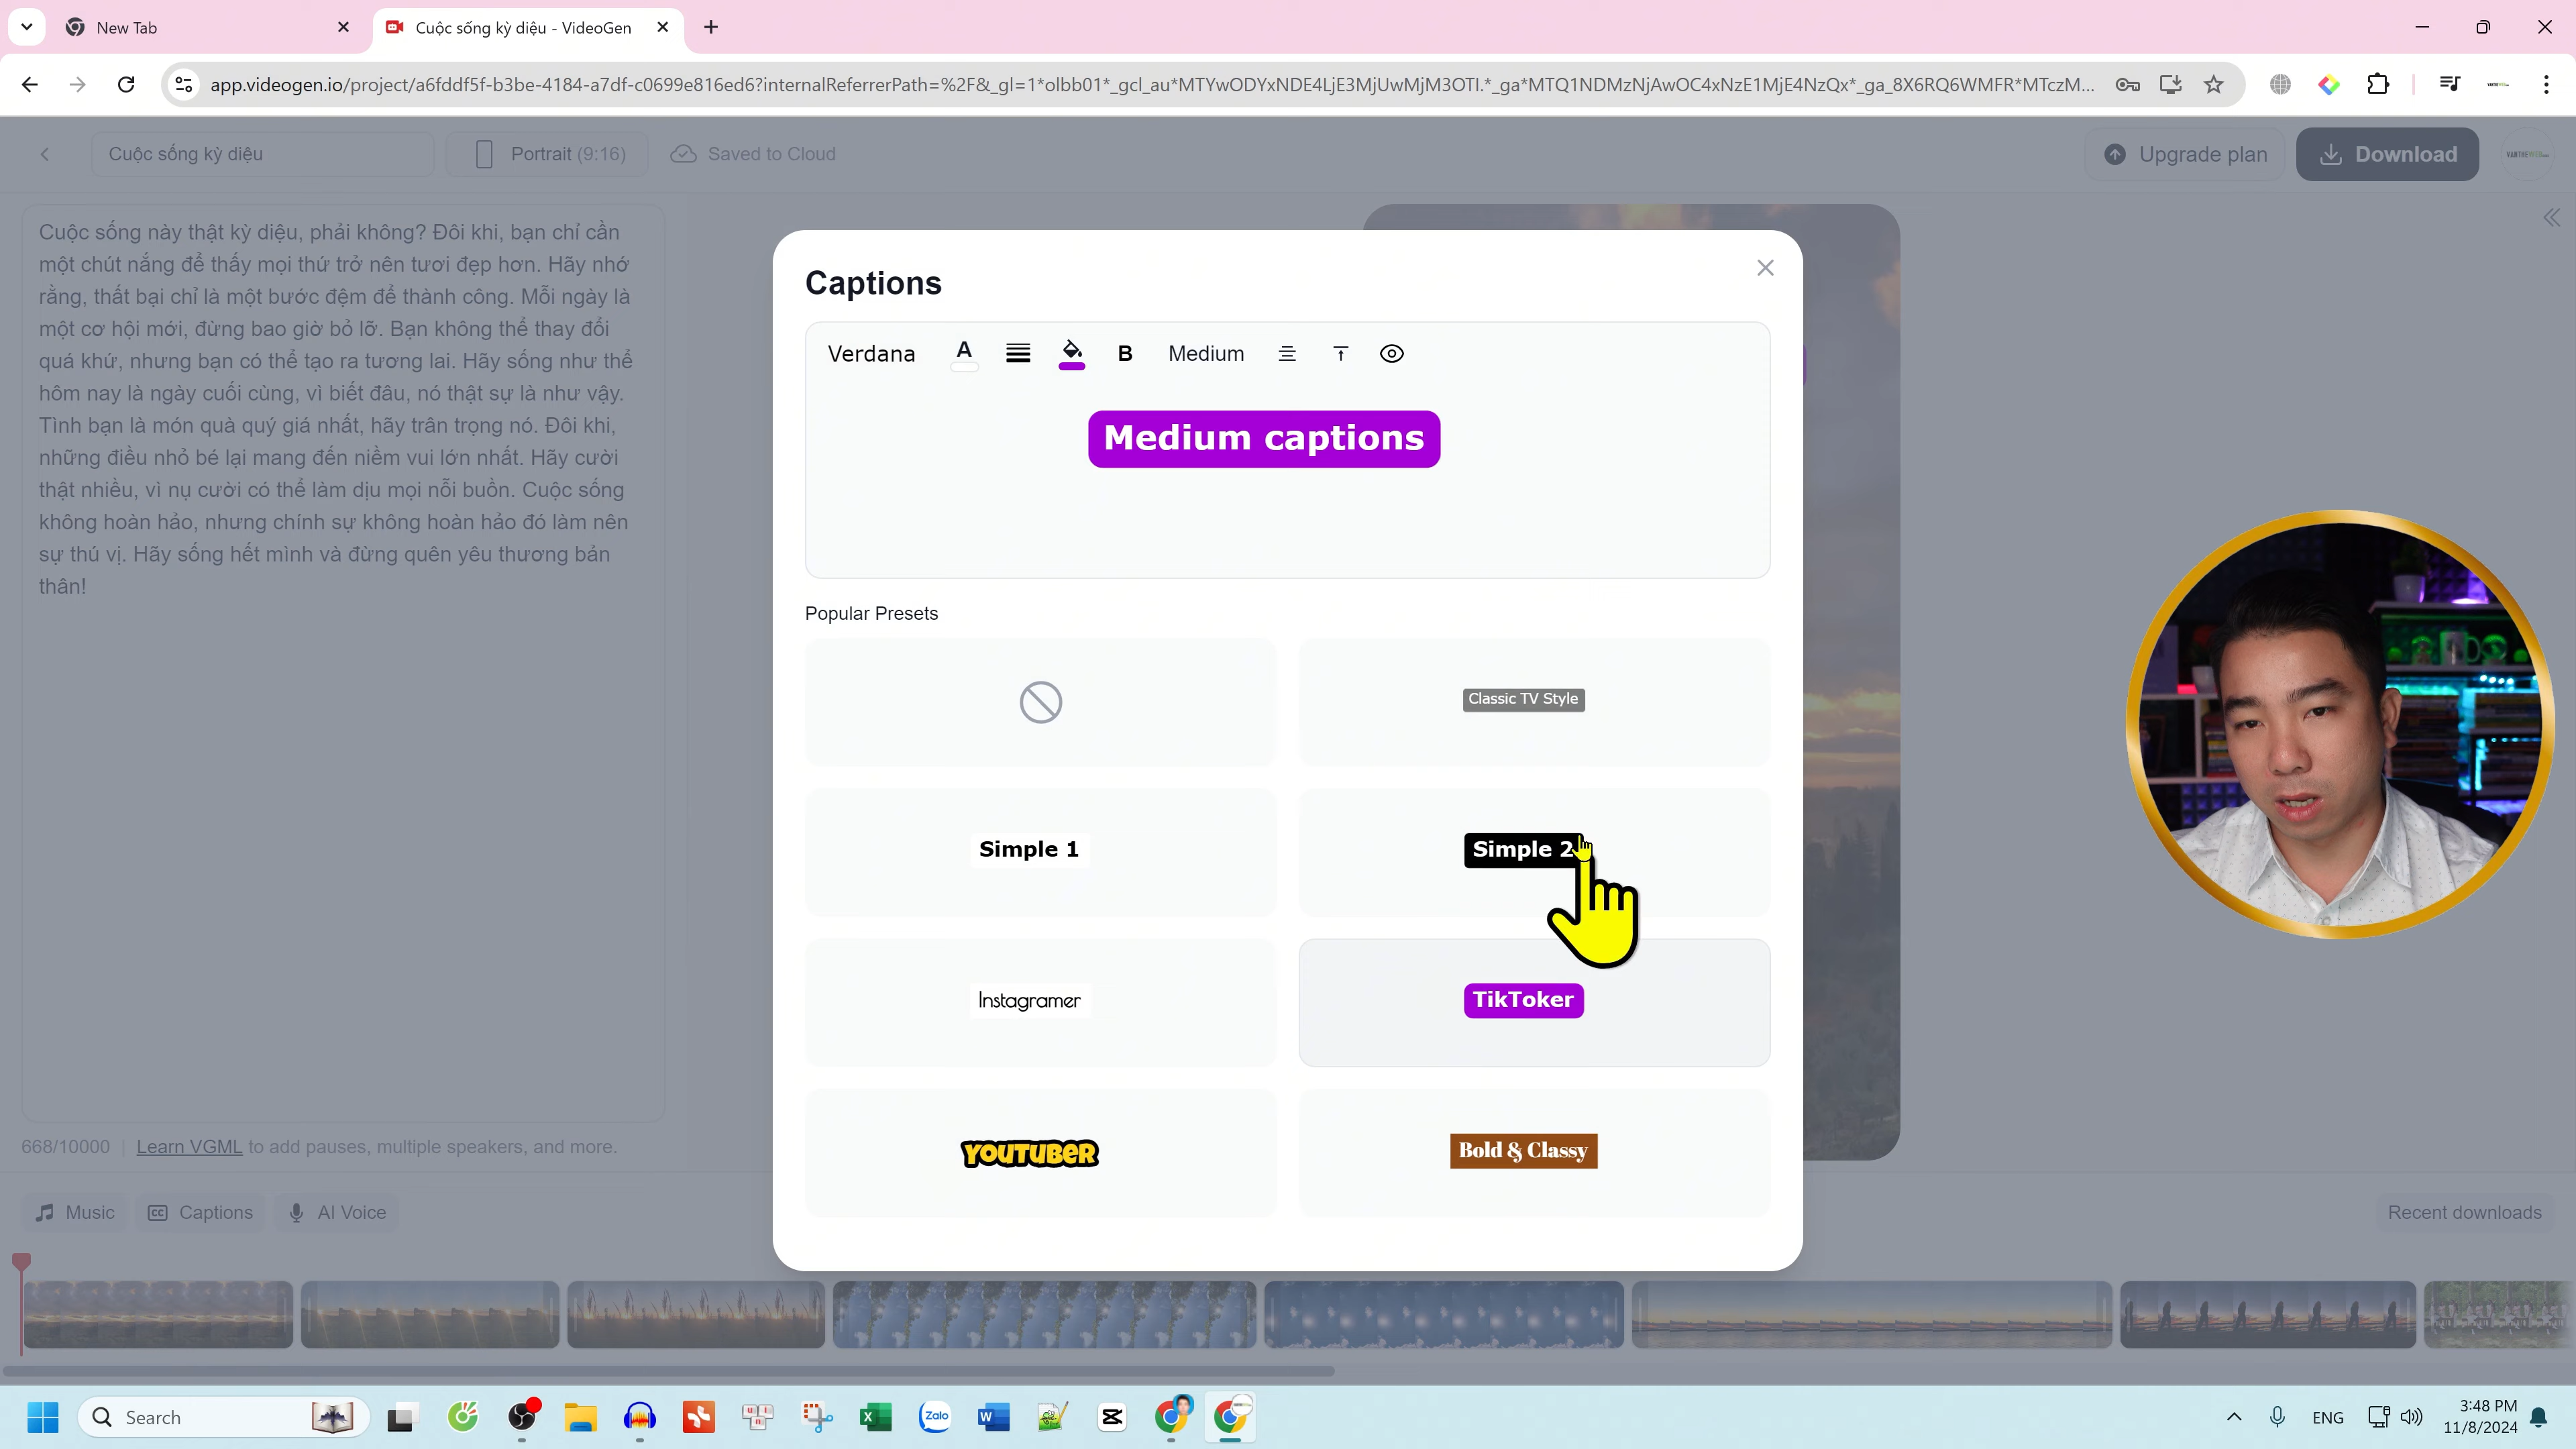 New Tab
Cuộc sống kỳ diệu - VideoGen
app.videogen.io/project/a6fddf5f-b3be-4184-a7df-c0699e816ed6?internalReferrerPath=%2F&_gl=1*olbb01*_gcl_au*MTYwODYxNDE4LjE3MjUwMjM3OTI.*_ga*MTQ1NDMzNjAwOC4xNzE1MjE4NzQx*_ga_8X6RQ6WMFR*MTczM...
Cuộc sống kỳ diệu
Portrait (9:16)
Saved to Cloud
Upgrade plan
Download
Cuộc sống này thật kỳ diệu, phải không? Đôi khi, bạn chỉ cần
một chút nắng để thấy mọi thứ trở nên tươi đẹp hơn. Hãy nhớ
rằng, thất bại chỉ là một bước đệm để thành công. Mỗi ngày là
một cơ hội mới, đừng bao giờ bỏ lỡ. Bạn không thể thay đổi
quá khứ, nhưng bạn có thể tạo ra tương lai. Hãy sống như thể
hôm nay là ngày cuối cùng, vì biết đâu, nó thật sự là như vậy.
Tình bạn là món quà quý giá nhất, hãy trân trọng nó. Đôi khi,
những điều nhỏ bé lại mang đến niềm vui lớn nhất. Hãy cười
thật nhiều, vì nụ cười có thể làm dịu mọi nỗi buồn. Cuộc sống
không hoàn hảo, nhưng chính sự không hoàn hảo đó làm nên
sự thú vị. Hãy sống hết mình và đừng quên yêu thương bản
thân!
668/10000
Learn VGML to add pauses, multiple speakers, and more.
Captions
Verdana
A
B
Medium
Medium captions
Popular Presets
Classic TV Style
Simple 1
Simple 2
Instagramer
TikToker
YOUTUBER
Bold & Classy
Music
CC
Captions
AI Voice
Recent downloads
Search
Zalo
ENG
3:48 PM
11/8/2024